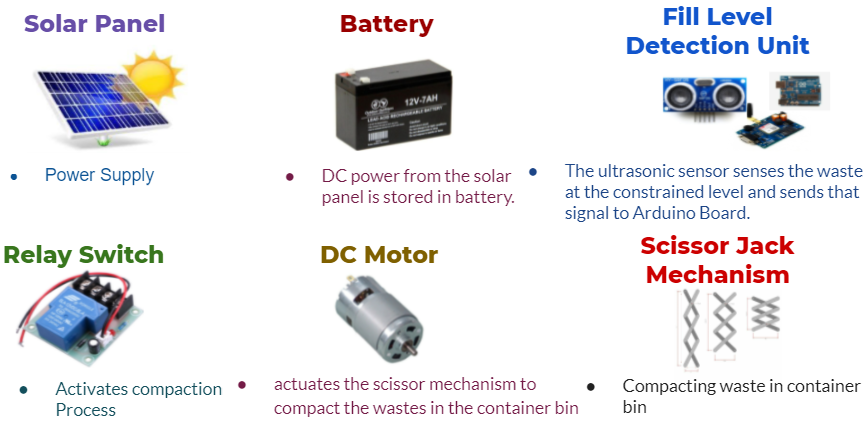 Solar Panel
Power Supply
Battery
12V-7AH
DC power from the solar
panel is stored in battery.
Fill Level
Detection Unit
The ultrasonic sensor senses the waste
at the constrained level and sends that
signal to Arduino Board.
Relay Switch
Activates compaction
Process
DC Motor
actuates the scissor mechanism to
compact the wastes in the container bin
Scissor Jack
Mechanism
Compacting waste in container
bin